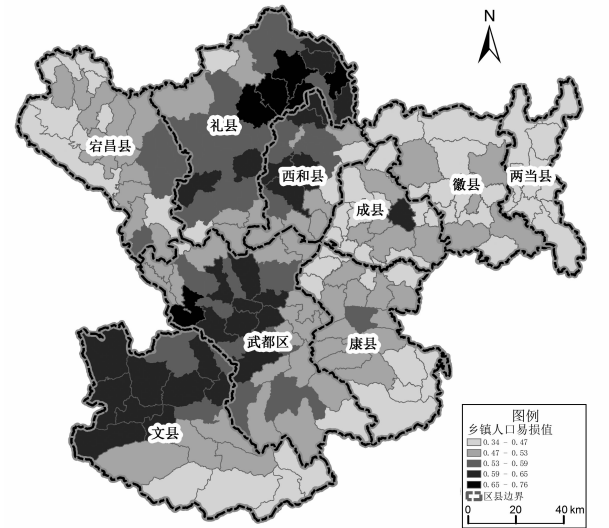 N
宕昌县
礼县
西和县
成县
徽县
两当县
武都区
康县
文县
图例
乡镇人口易损值
0.34 - 0.47
0.47 - 0.53
0.53 - 0.59
0.59 - 0.65
0.65 - 0.76
区县边界
0 20 40 km